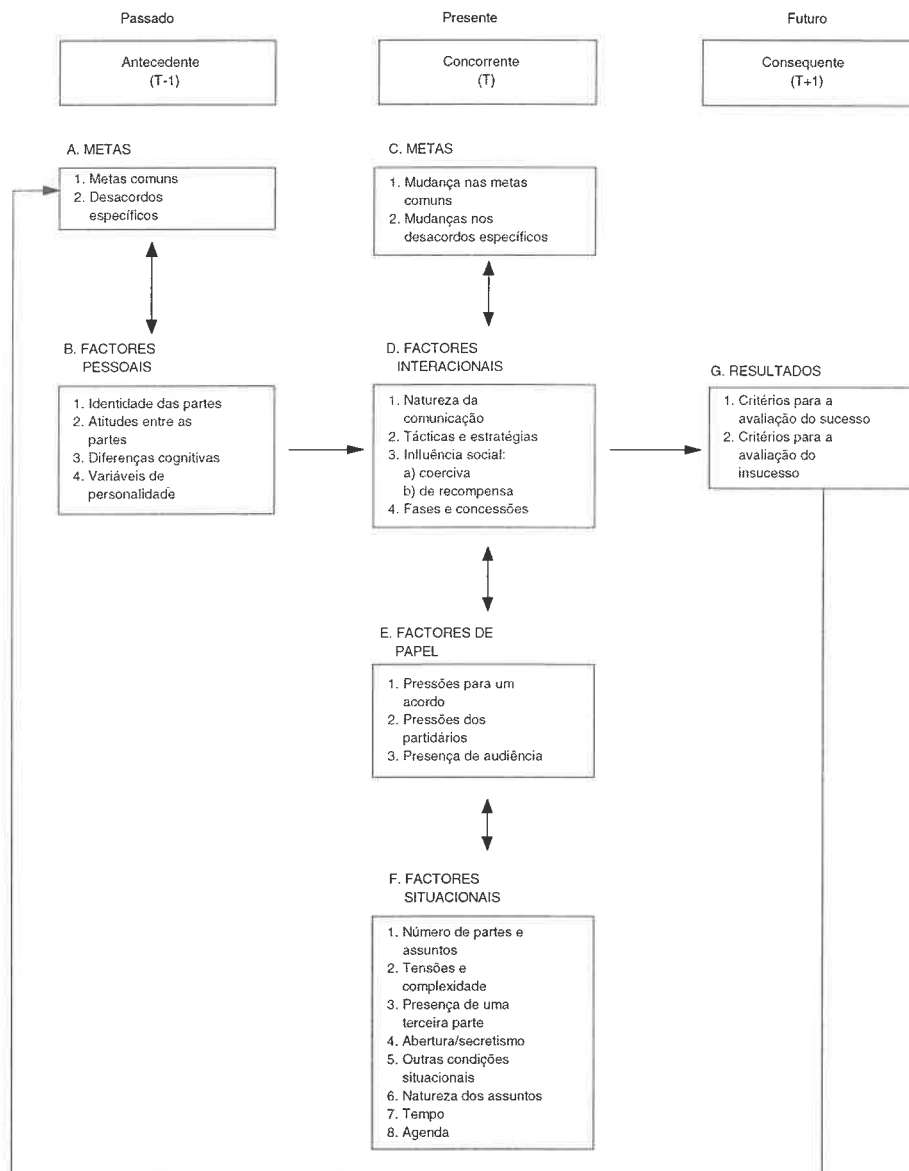 Passado
Presente
Futuro
Antecedente
(T-1)
Concorrente
(T)
Consequente
(T+1)
A. METAS
1. Metas comuns
2. Desacordos
específicos
C. METAS
1. Mudança nas metas
comuns
2. Mudanças nos
desacordos específicos
B. FACTORES
PESSOAIS
1. Identidade das partes
2. Atitudes entre as
partes
3. Diferenças cognitivas
4. Variáveis de
personalidade
D. FACTORES
INTERACIONAIS
1. Natureza da
comunicação
2. Tácticas e estratégias
3. Influência social:
a) coerciva
b) de recompensa
4. Fases e concessões
G. RESULTADOS
1. Critérios para a
avaliação do sucesso
2. Critérios para a
avaliação do
insucesso
E. FACTORES DE
PAPEL
1. Pressões para um
acordo
2. Pressões dos
partidários
3. Presença de audiência
F. FACTORES
SITUACIONAIS
1. Número de partes e
assuntos
2. Tensões e
complexidade
3. Presença de uma
terceira parte
4. Abertura/secretismo
5. Outras condições
situacionais
6. Natureza dos assuntos
7. Tempo
8. Agenda